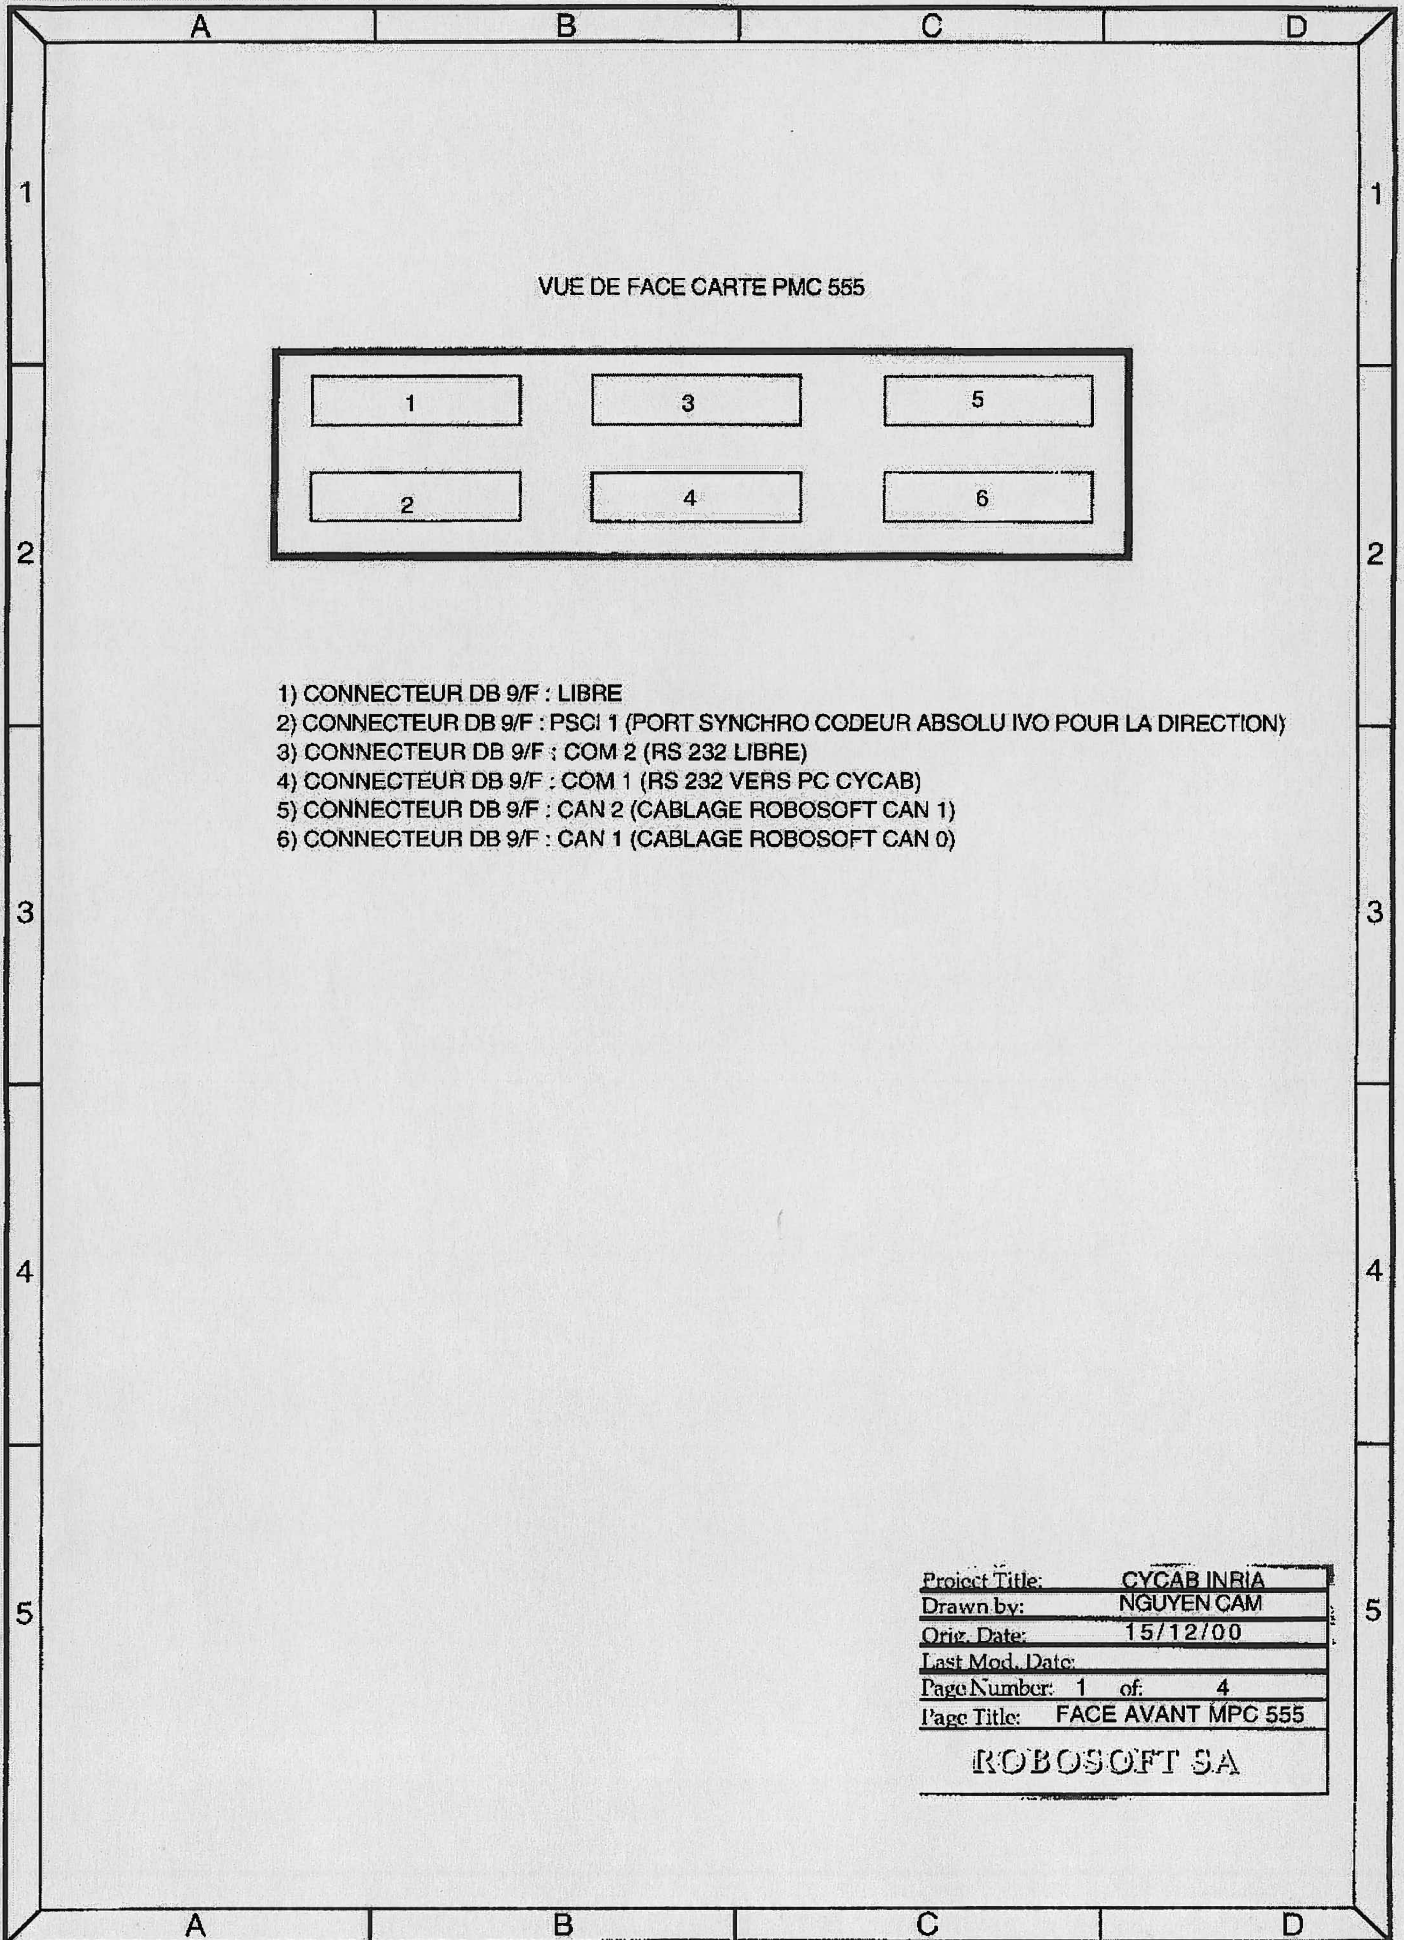 A B C D
1 1
VUE DE FACE CARTE PMC 555
1 3 5
2 4 6
2 2
1) CONNECTEUR DB 9/F : LIBRE
2) CONNECTEUR DB 9/F : PSCI 1 (PORT SYNCHRO CODEUR ABSOLU IVO POUR LA DIRECTION)
3) CONNECTEUR DB 9/F : COM 2 (RS 232 LIBRE)
4) CONNECTEUR DB 9/F : COM 1 (RS 232 VERS PC CYCAB)
5) CONNECTEUR DB 9/F : CAN 2 (CABLAGE ROBOSOFT CAN 1)
6) CONNECTEUR DB 9/F : CAN 1 (CABLAGE ROBOSOFT CAN 0)
3 3
4 4
Project Title: CYCAB INRIA
Drawn by: NGUYEN CAM
5 5
Orig. Date: 15/12/00
Last Mod. Date:
Page Number: 1 of: 4
Page Title: FACE AVANT MPC 555
ROBOSOFT SA
A B C D